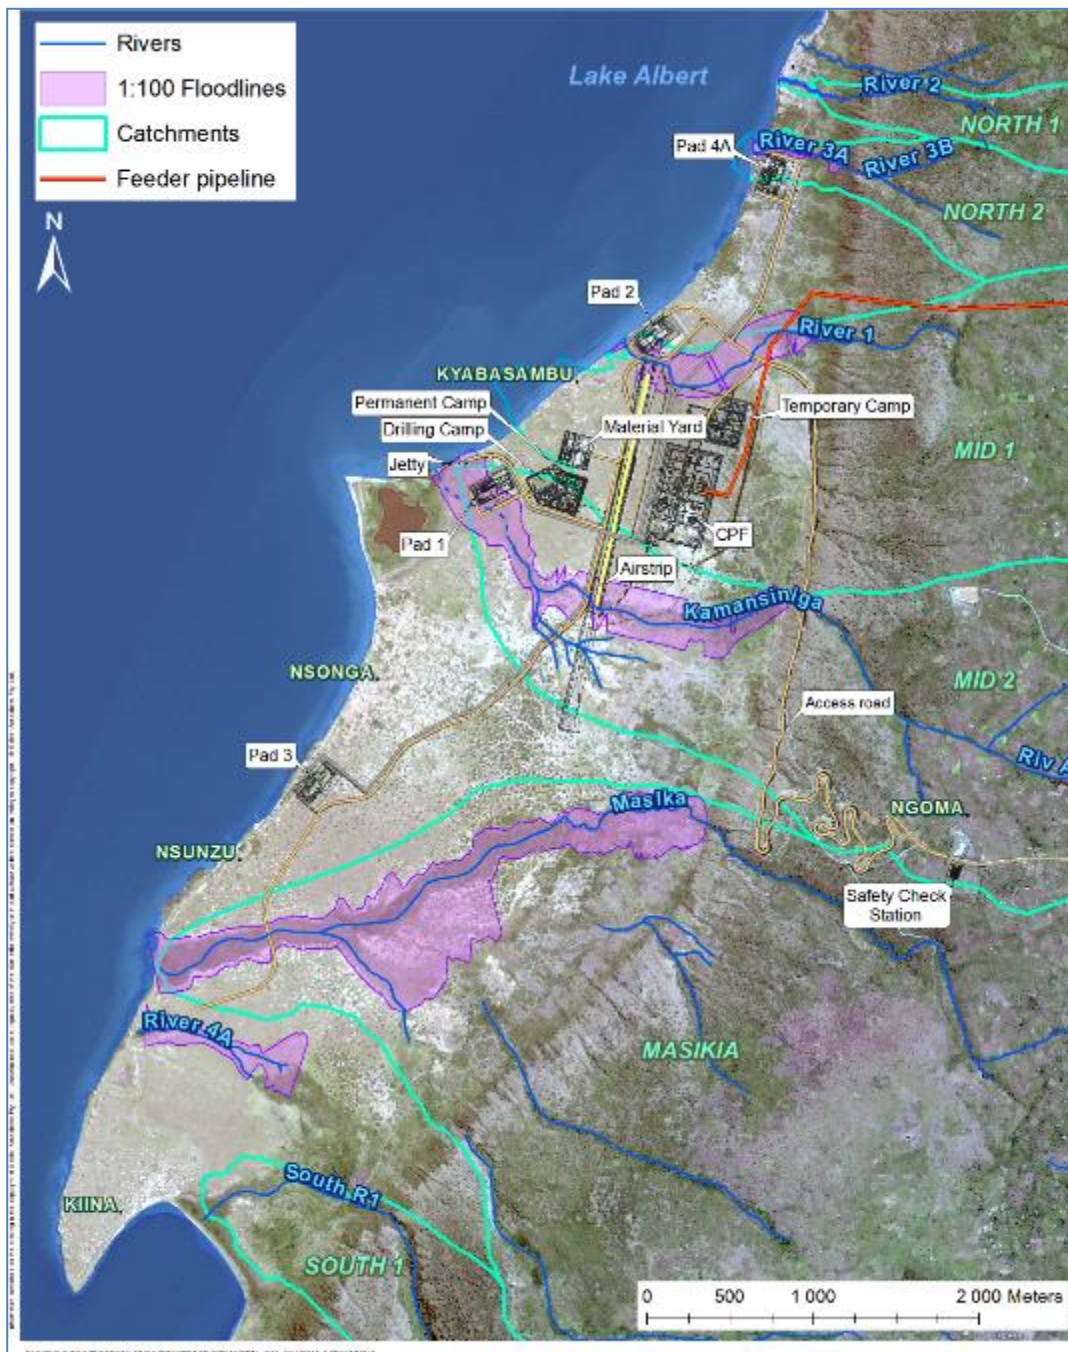 Rivers
1:100 Floodlines
Catchments
Feeder pipeline
N
Lake Albert
River 2
NORTH 1
Pad 4A
River 3A
River 3B
NORTH 2
Pad 2
River 1
KYABASAMBU
Permanent Camp
Temporary Camp
Material Yard
Drilling Camp
MID 1
Jetty
Pad 1
CPF
Airstrip
Kamansiniga
NSONGA
MID 2
Access road
Pad 3
Riv A
Masika
NGOMA
NSUNZU
Safety Check
Station
River 4A
MASIKIA
South R1
KIINA
SOUTH 1
0 500 1 000 2 000 Meters